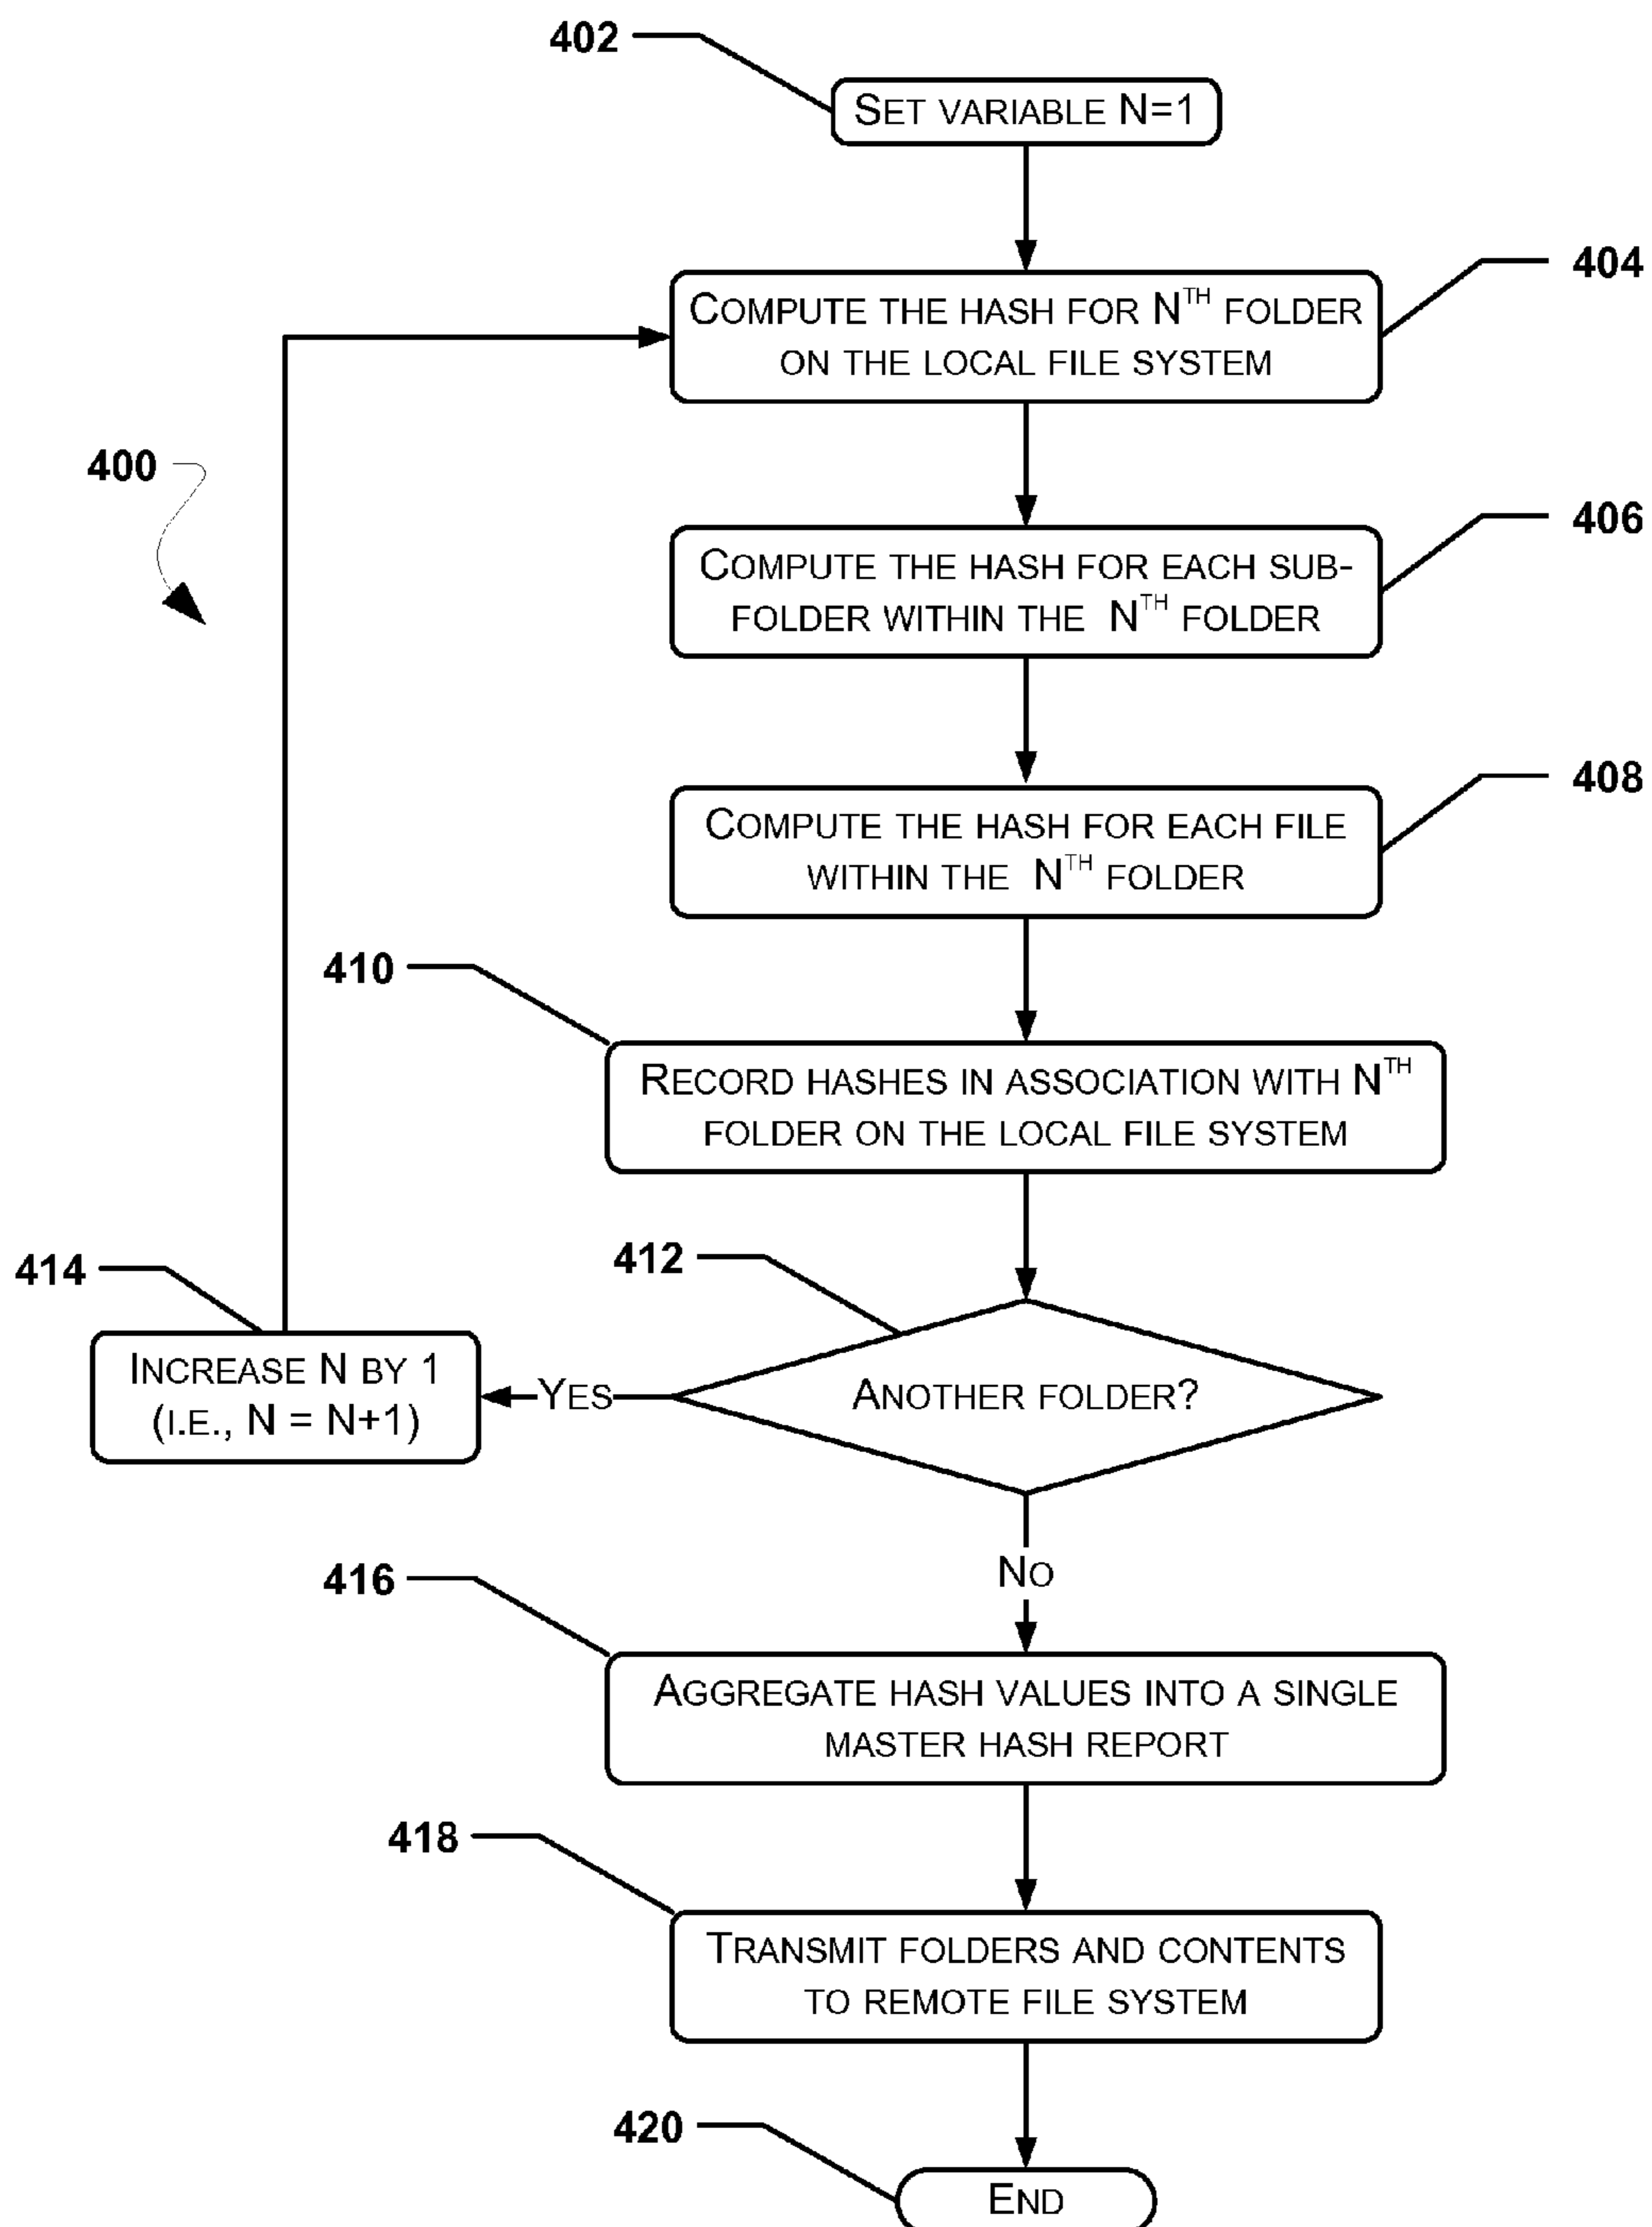 402
SET VARIABLE N=1
404
COMPUTE THE HASH FOR NTH FOLDER
ON THE LOCAL FILE SYSTEM
400
406
COMPUTE THE HASH FOR EACH SUB-
FOLDER WITHIN THE NTH FOLDER
408
COMPUTE THE HASH FOR EACH FILE
WITHIN THE NTH FOLDER
410
RECORD HASHES IN ASSOCIATION WITH NTH
FOLDER ON THE LOCAL FILE SYSTEM
412
414
INCREASE N BY 1
(I.E., N = N+1)
YES
ANOTHER FOLDER?
NO
416
AGGREGATE HASH VALUES INTO A SINGLE
MASTER HASH REPORT
418
TRANSMIT FOLDERS AND CONTENTS
TO REMOTE FILE SYSTEM
420
END